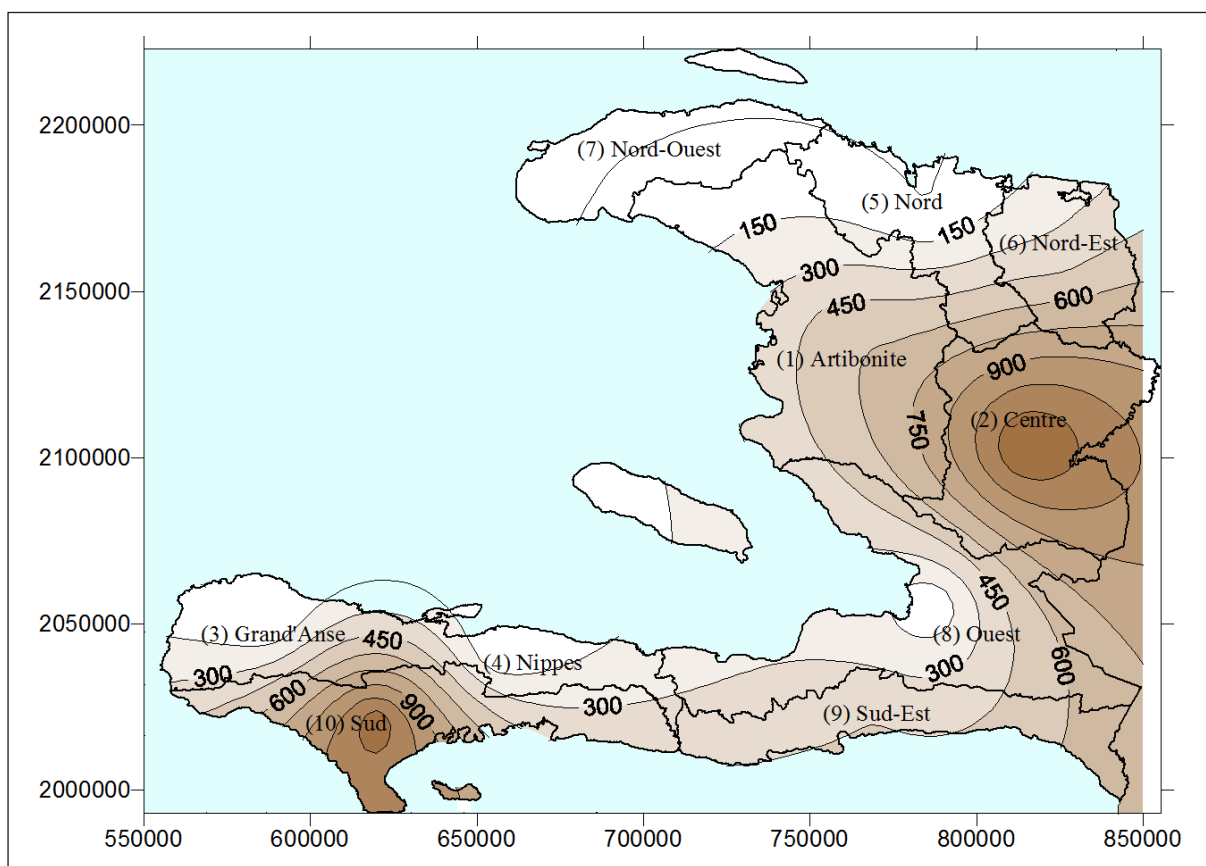 2200000
(7) Nord-Ouest
(5) Nord
150
150
(6) Nord-Est
300
2150000
450
600
(1) Artibonite
900
750
(2) Centre
2100000
450
2050000
(3) Grand'Anse
450
(8) Ouest
(4) Nippes
300
300
600
600
900
300
(10) Sud
(9) Sud-Est
2000000
550000
600000
650000
700000
750000
800000
850000